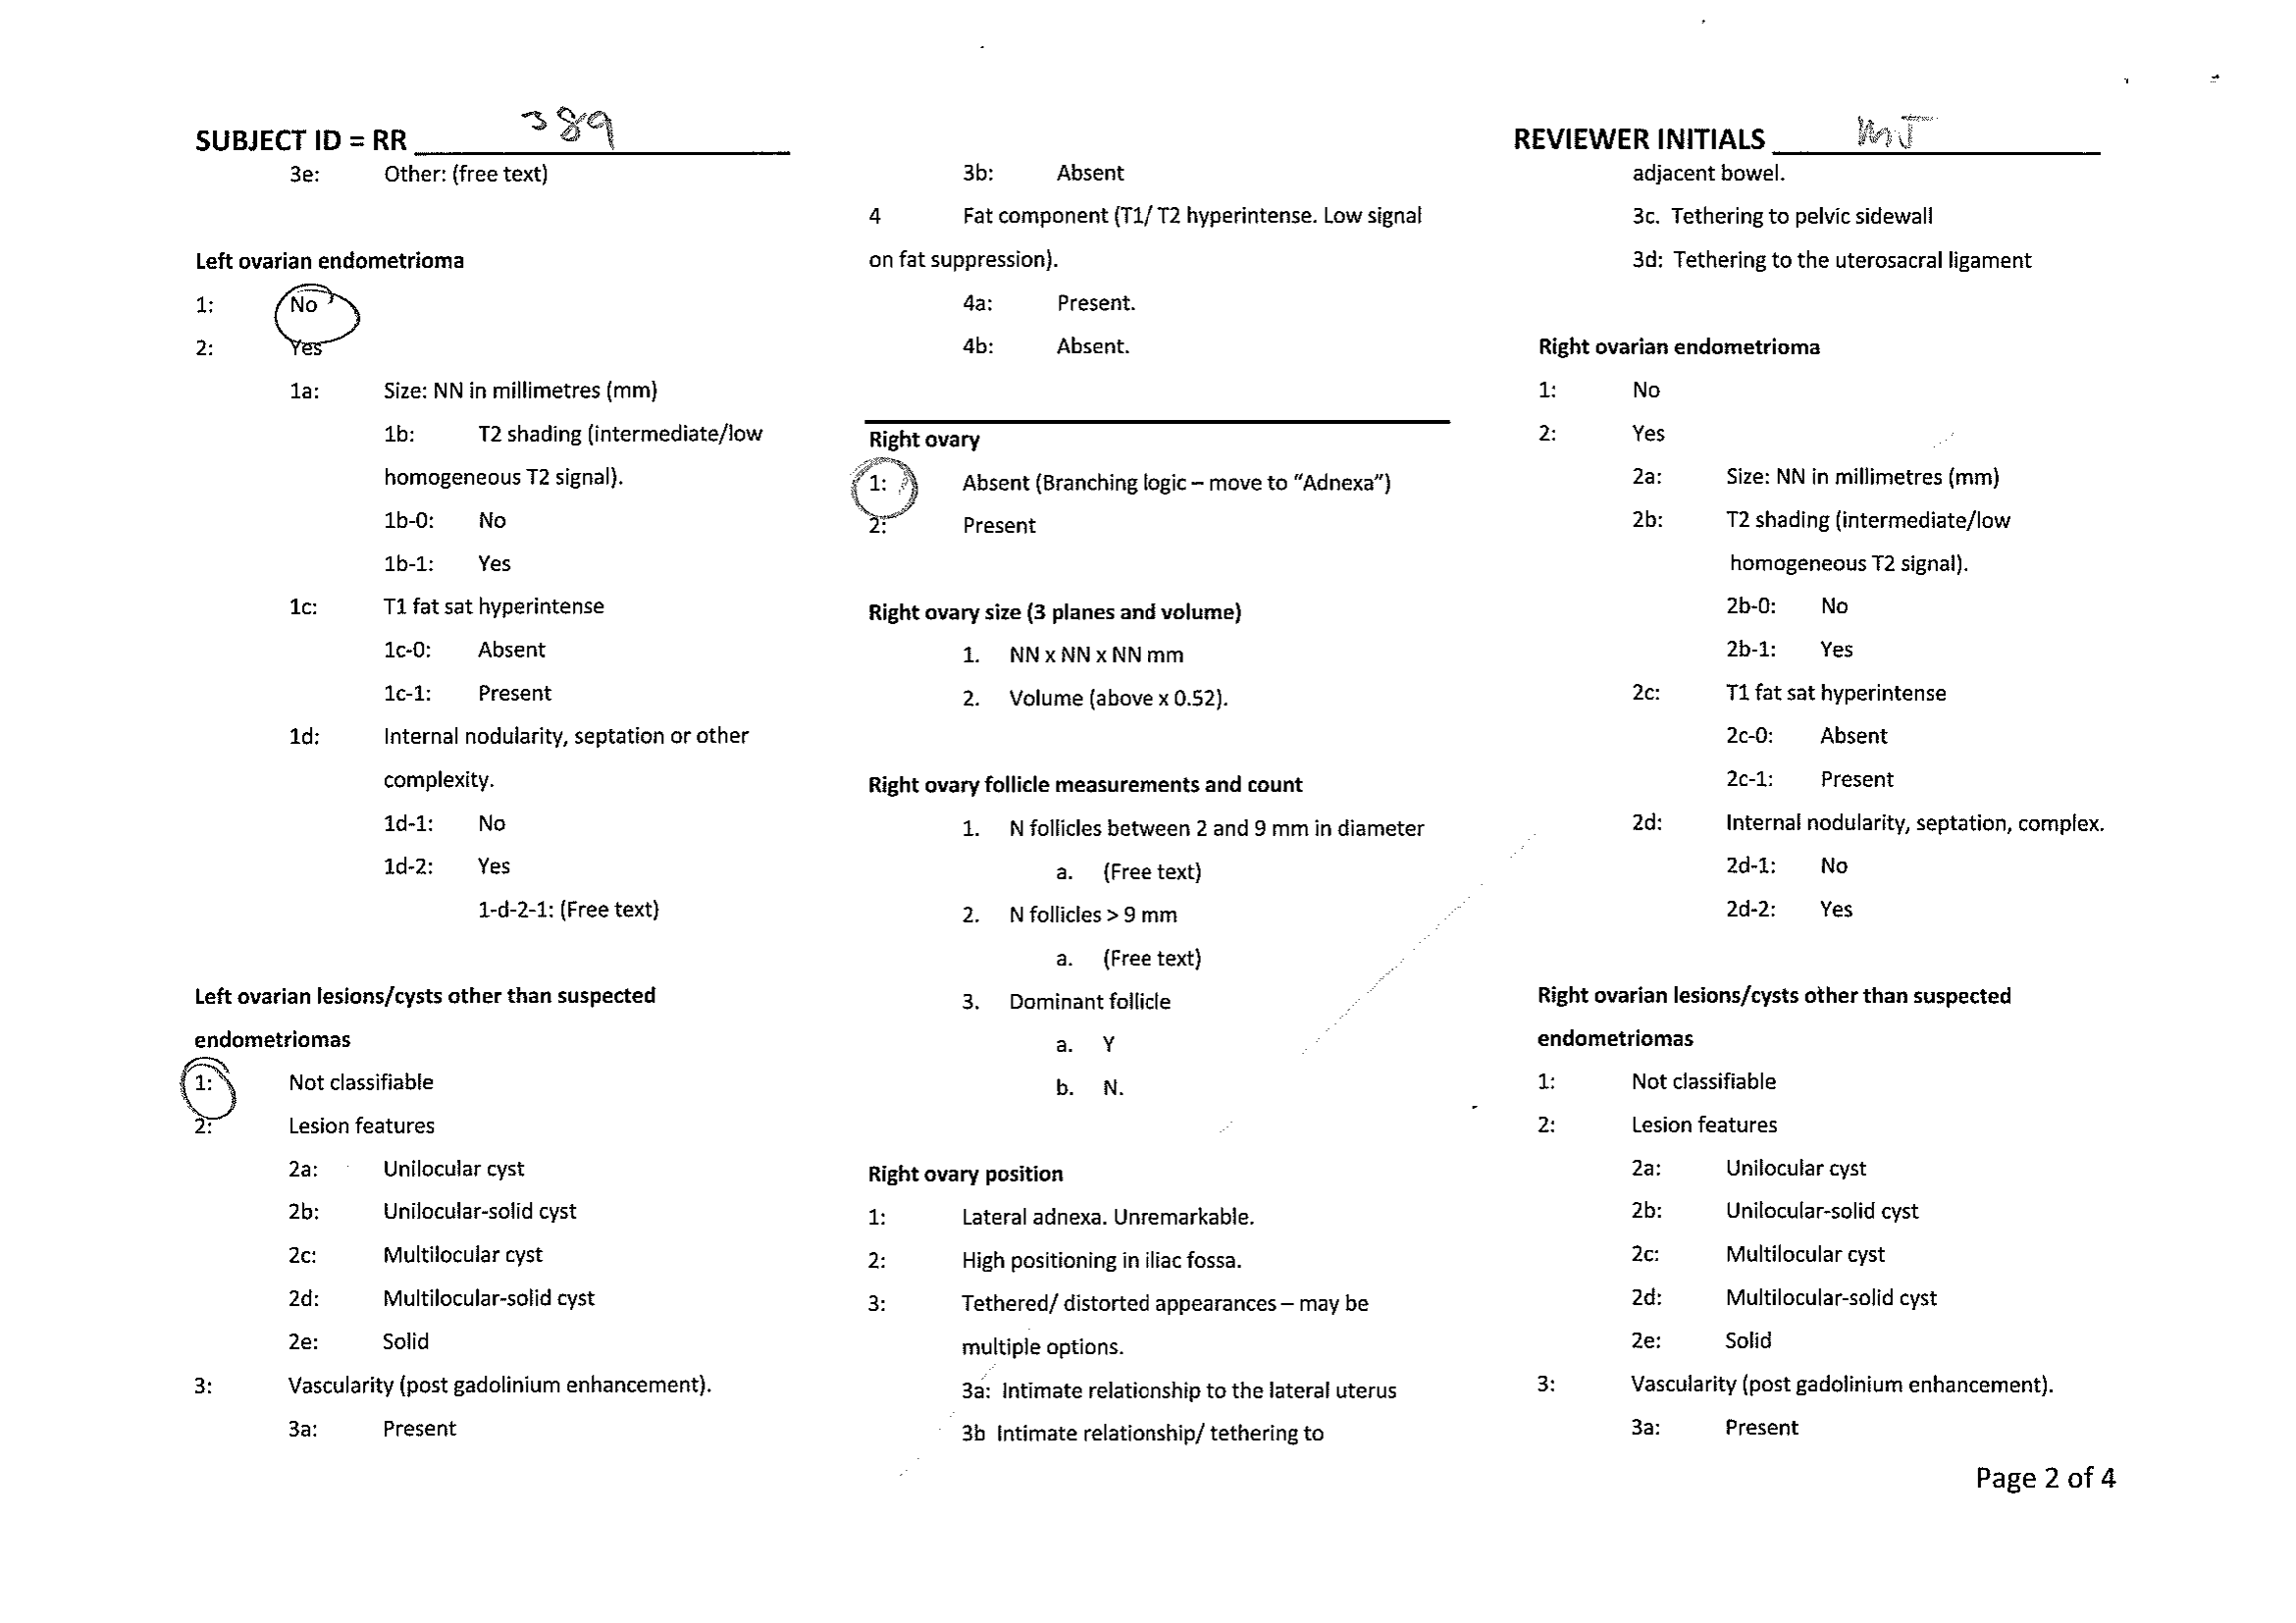 SUBJECT ID = RR 389
REVIEWER INITIALS MJ
3e: Other: (free text)
Left ovarian endometrioma
1: No
2: Yes
1a: Size: NN in millimetres (mm)
1b: T2 shading (intermediate/low
homogeneous T2 signal).
1b-0: No
1b-1: Yes
1c: T1 fat sat hyperintense
1c-0: Absent
1c-1: Present
1d: Internal nodularity, septation or other
complexity.
1d-1: No
1d-2: Yes
1-d-2-1: (Free text)
Left ovarian lesions/cysts other than suspected
endometriomas
1: Not classifiable
2: Lesion features
2a: Unilocular cyst
2b: Unilocular-solid cyst
2c: Multilocular cyst
2d: Multilocular-solid cyst
2e: Solid
3: Vascularity (post gadolinium enhancement).
3a: Present
3b: Absent
4 Fat component (T1/ T2 hyperintense. Low signal
on fat suppression).
4a: Present.
4b: Absent.
Right ovary
1: Absent (Branching logic – move to “Adnexa”)
2: Present
Right ovary size (3 planes and volume)
1. NN x NN x NN mm
2. Volume (above x 0.52).
Right ovary follicle measurements and count
1. N follicles between 2 and 9 mm in diameter
a. (Free text)
2. N follicles > 9 mm
a. (Free text)
3. Dominant follicle
a. Y
b. N.
Right ovary position
1: Lateral adnexa. Unremarkable.
2: High positioning in iliac fossa.
3: Tethered/ distorted appearances – may be
multiple options.
3a: Intimate relationship to the lateral uterus
3b Intimate relationship/ tethering to
adjacent bowel.
3c. Tethering to pelvic sidewall
3d: Tethering to the uterosacral ligament
Right ovarian endometrioma
1: No
2: Yes
2a: Size: NN in millimetres (mm)
2b: T2 shading (intermediate/low
homogeneous T2 signal).
2b-0: No
2b-1: Yes
2c: T1 fat sat hyperintense
2c-0: Absent
2c-1: Present
2d: Internal nodularity, septation, complex.
2d-1: No
2d-2: Yes
Right ovarian lesions/cysts other than suspected
endometriomas
1: Not classifiable
2: Lesion features
2a: Unilocular cyst
2b: Unilocular-solid cyst
2c: Multilocular cyst
2d: Multilocular-solid cyst
2e: Solid
3: Vascularity (post gadolinium enhancement).
3a: Present
Page 2 of 4